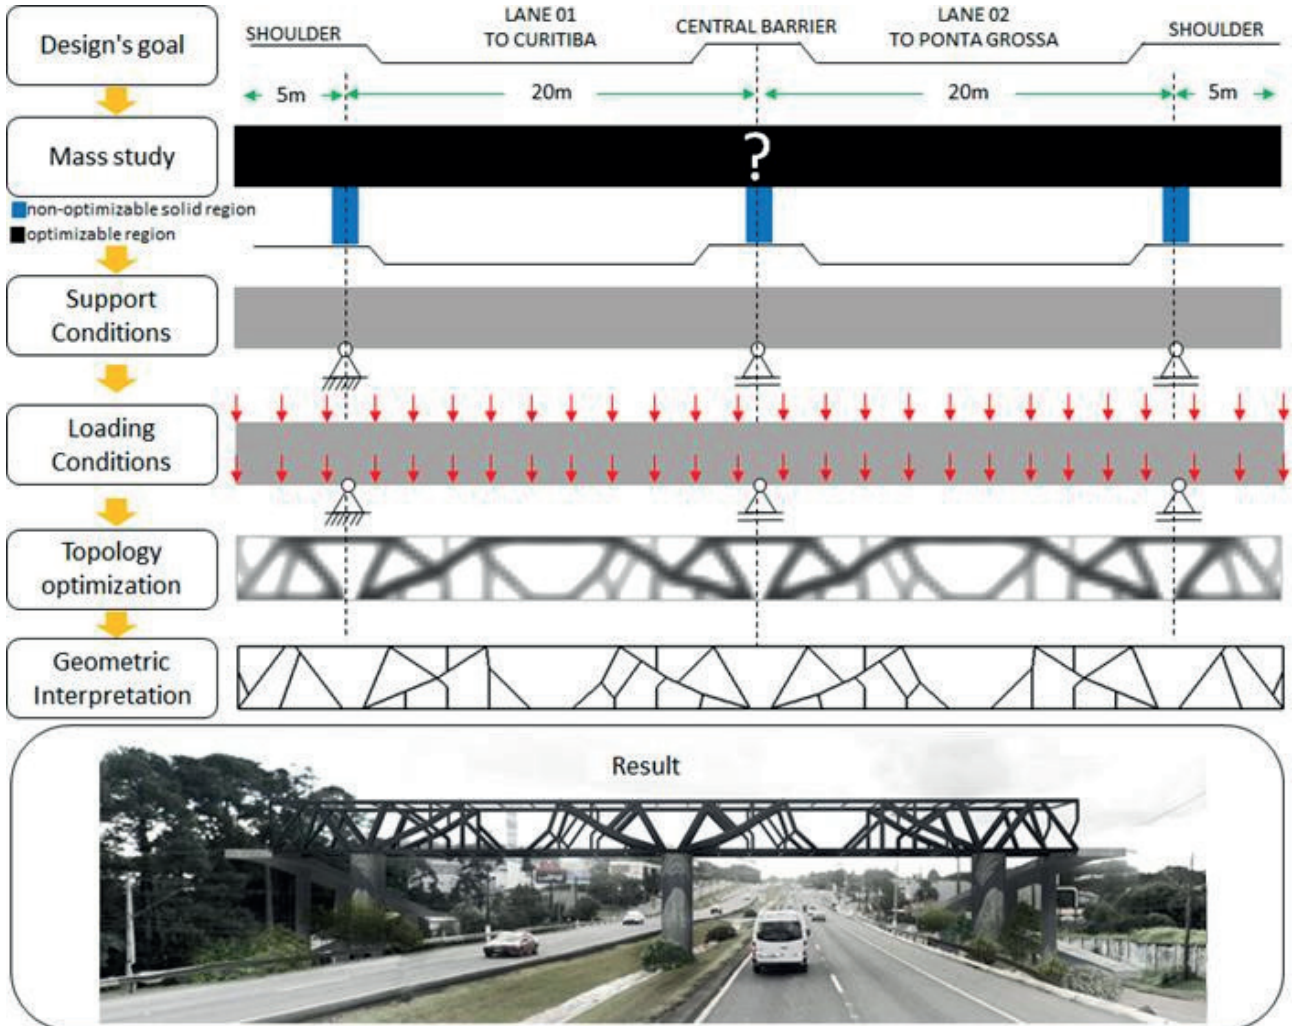 Design's goal
SHOULDER
LANE 01
TO CURITIBA
CENTRAL BARRIER
LANE 02
TO PONTA GROSSA
SHOULDER
5m
20m
20m
5m
Mass study
?
non-optimizable solid region
optimizable region
Support
Conditions
Loading
Conditions
Topology
optimization
Geometric
Interpretation
Result